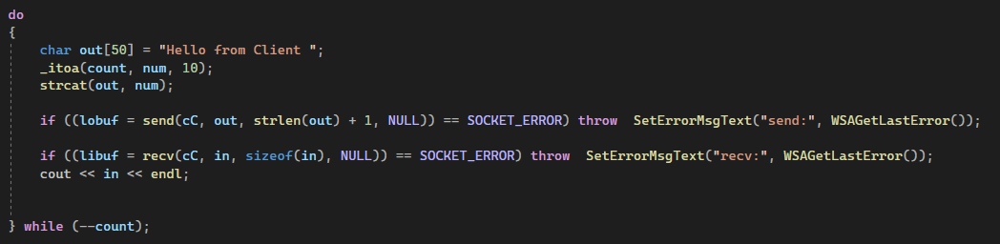 do
{
char out[50] = "Hello from Client ";
_itoa(count, num, 10);
strcat(out, num);
if ((lobuf = send(cC, out, strlen(out) + 1, NULL)) == SOCKET_ERROR) throw  SetErrorMsgText("send:", WSAGetLastError());
if ((libuf = recv(cC, in, sizeof(in), NULL)) == SOCKET_ERROR) throw  SetErrorMsgText("recv:", WSAGetLastError());
cout << in << endl;
} while (--count);